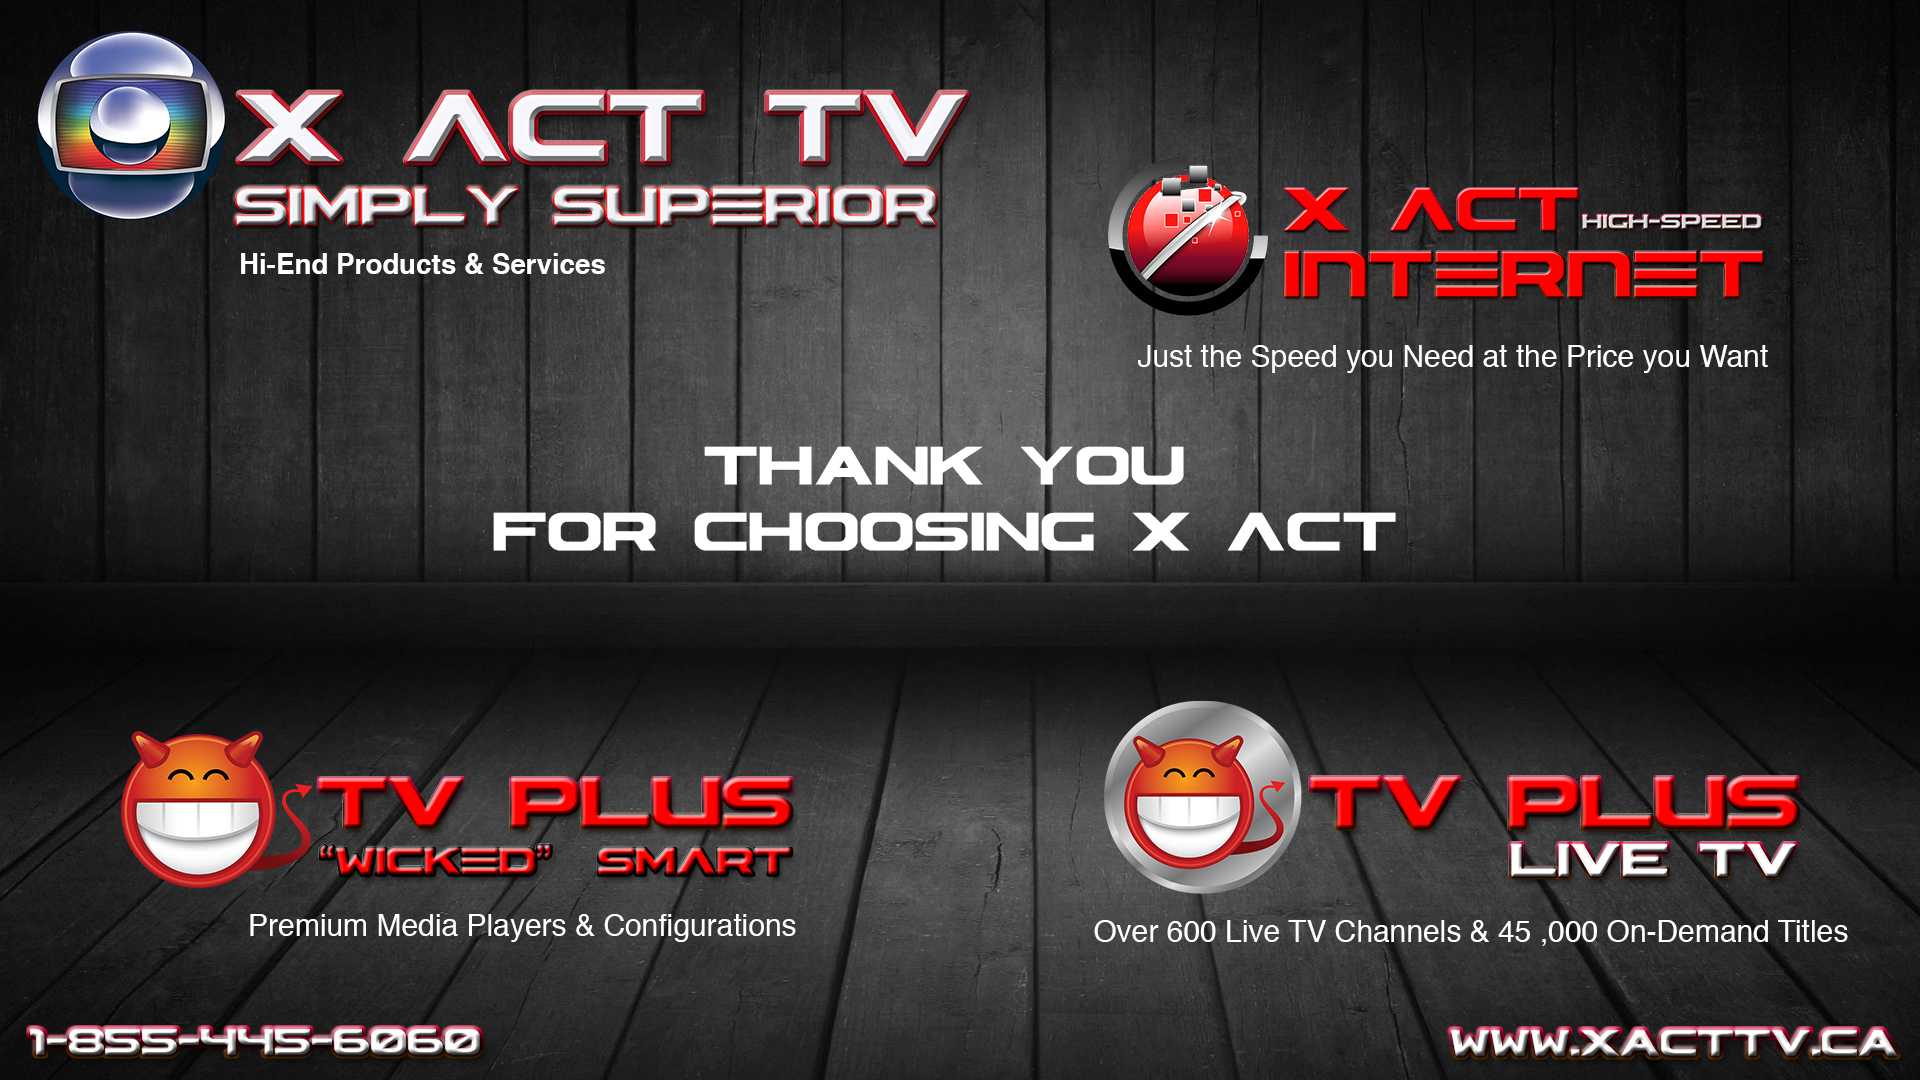 X ACT TV
SIMPLY SUPERIOR
Hi-End Products & Services
X ACT HIGH-SPEED
INTERNET
Just the Speed you Need at the Price you Want
THANK YOU
FOR CHOOSING X ACT
TV PLUS
“WICKED” SMART
Premium Media Players & Configurations
TV PLUS
LIVE TV
Over 600 Live TV Channels & 45 ,000 On-Demand Titles
1-855-445-6060
WWW.XACTTV.CA